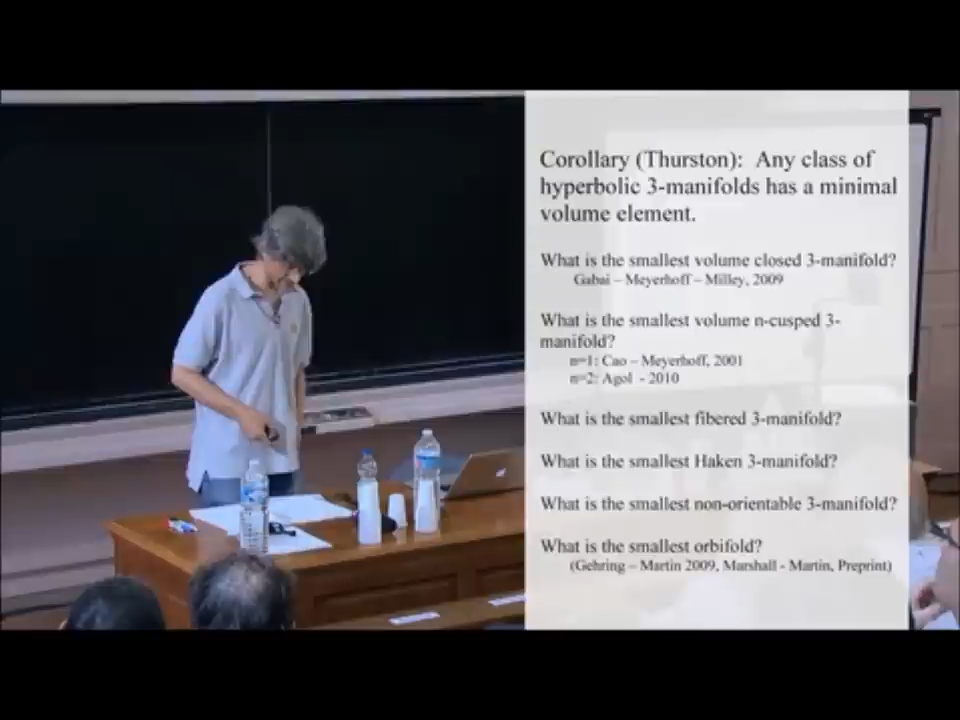 Corollary (Thurston): Any class of
hyperbolic 3-manifolds has a minimal
volume element.
What is the smallest volume closed 3-manifold?
Gabai – Meyerhoff – Milley, 2009
What is the smallest volume n-cusped 3-
manifold?
n=1: Cao – Meyerhoff, 2001
n=2: Agol - 2010
What is the smallest fibered 3-manifold?
What is the smallest Haken 3-manifold?
What is the smallest non-orientable 3-manifold?
What is the smallest orbifold?
(Gehring – Martin 2009, Marshall - Martin, Preprint)